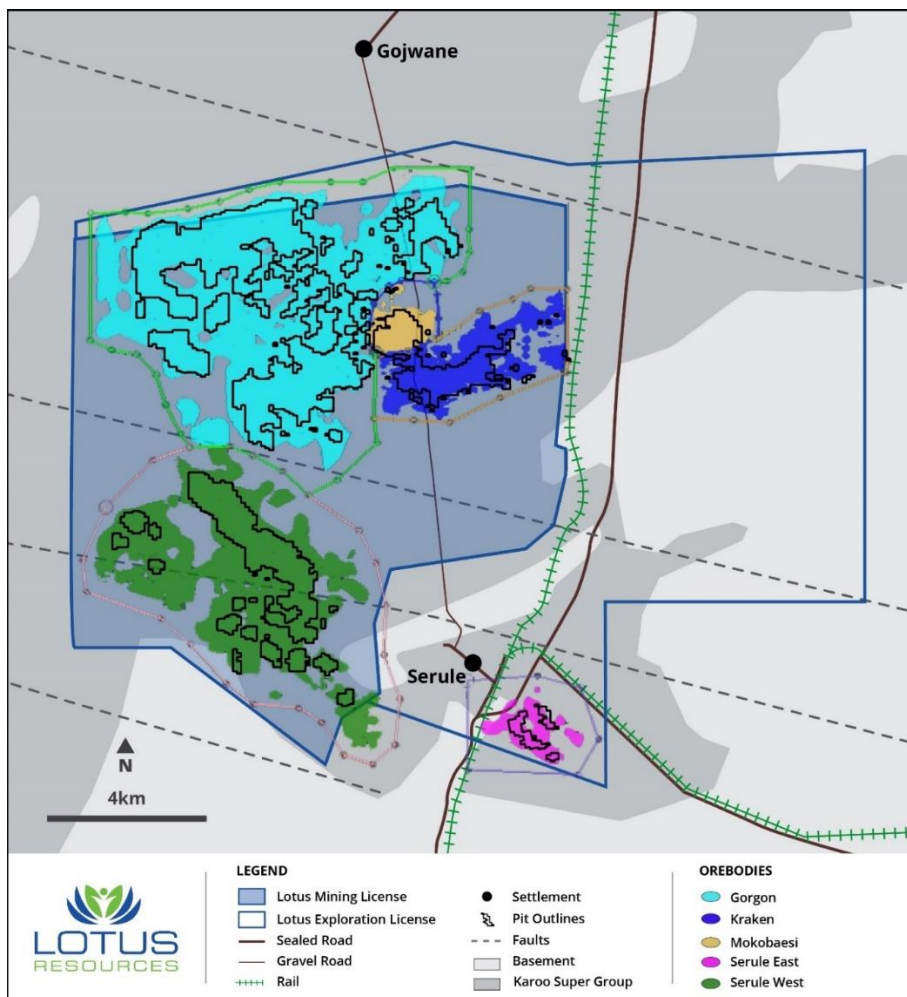 Gojwane
Serule
N
4km
LOTUS
RESOURCES
LEGEND
Lotus Mining License
Lotus Exploration License
Sealed Road
Gravel Road
Rail
Settlement
Pit Outlines
Faults
Basement
Karoo Super Group
OREBODIES
Gorgon
Kraken
Mokobaesi
Serule East
Serule West